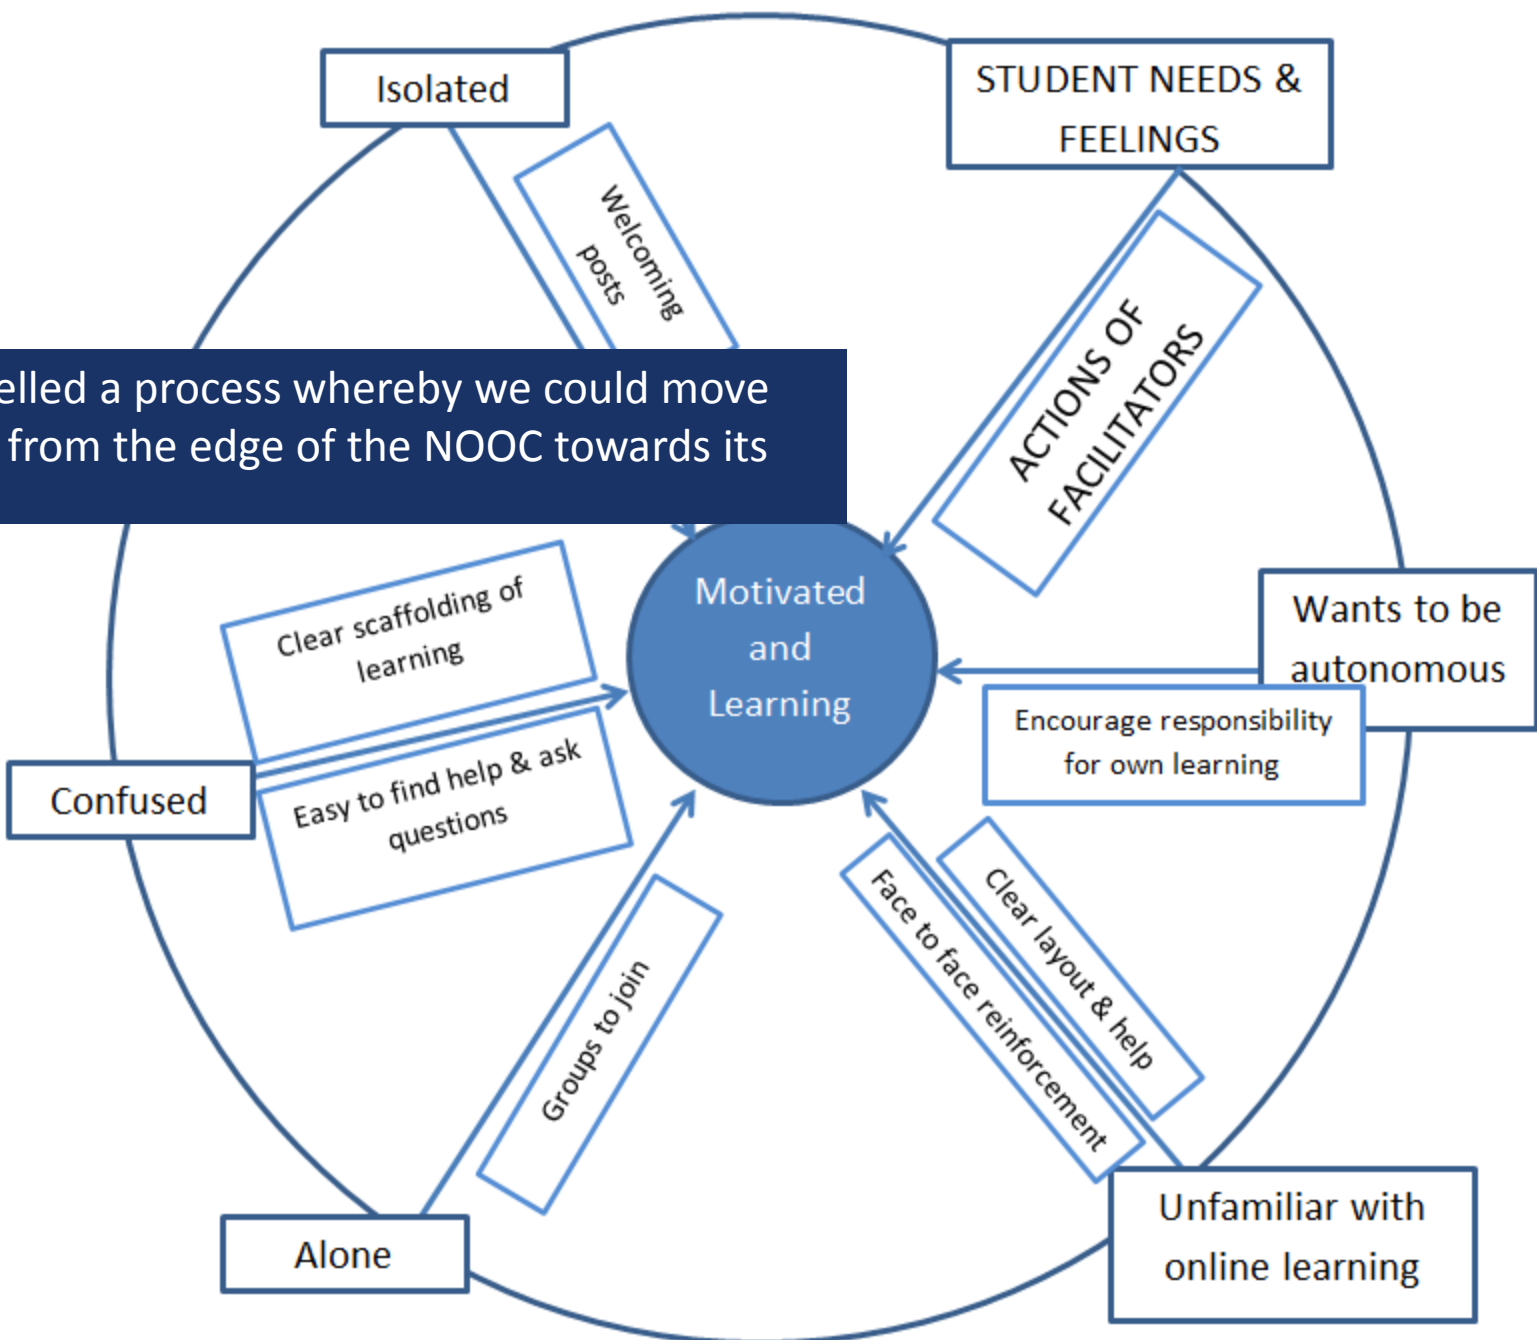 Isolated
STUDENT NEEDS &
FEELINGS
Welcoming
posts
ACTIONS OF
FACILITATORS
elled a process whereby we could move
from the edge of the NOOC towards its
Motivated
and
Learning
Clear scaffolding of
learning
Wants to be
autonomous
Encourage responsibility
for own learning
Confused
Easy to find help & ask
questions
Groups to join
Face to face reinforcement
Clear layout & help
Alone
Unfamiliar with
online learning